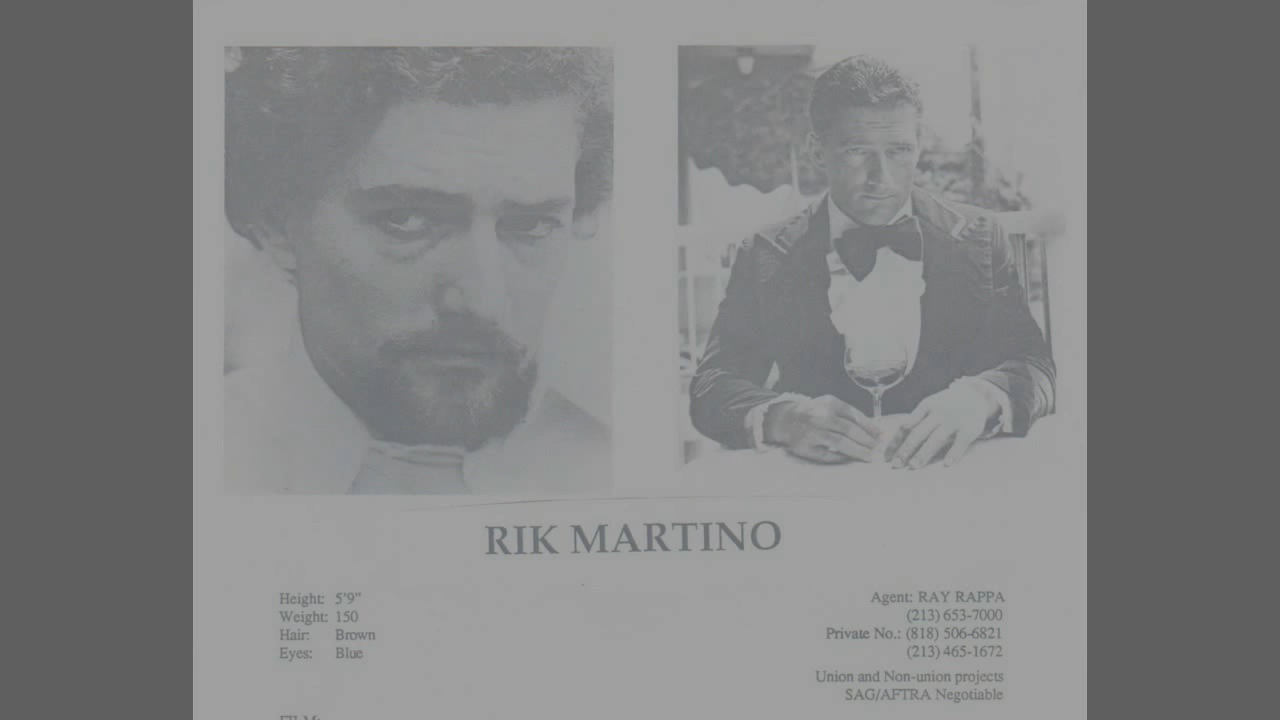 RIK MARTINO
Height: 5'9"
Weight: 150
Hair: Brown
Eyes: Blue
Agent: RAY RAPPA
(213) 653-7000
Private No.: (818) 506-6821
(213) 465-1672
Union and Non-union projects
SAG/AFTRA Negotiable
FILM: